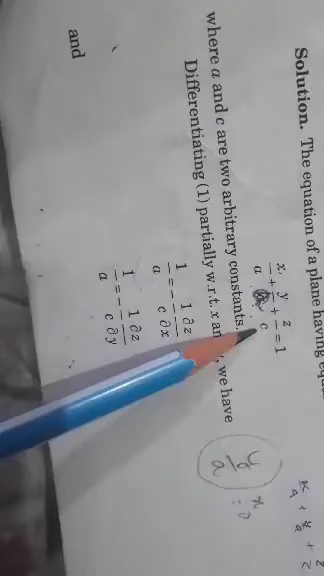 Solution. The equation of a plane having equ
x/a + y/a + z/c = 1
where a and c are two arbitrary constants.
Differentiating (1) partially w.r.t. x an , we have
1/a = - 1/c ∂z/∂x
and
1/a = - 1/c ∂z/∂y
x/a + y/a + z